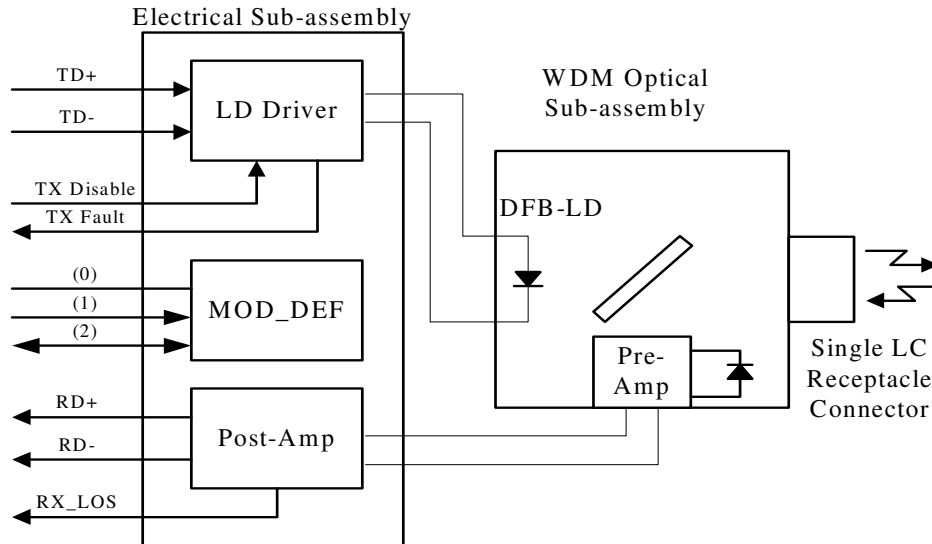 Electrical Sub-assembly
TD+
TD-
LD Driver
TX Disable
TX Fault
(0)
(1)
(2)
MOD_DEF
RD+
RD-
Post-Amp
RX_LOS
WDM Optical
Sub-assembly
DFB-LD
Pre-
Amp
Single LC
Receptacle
Connector